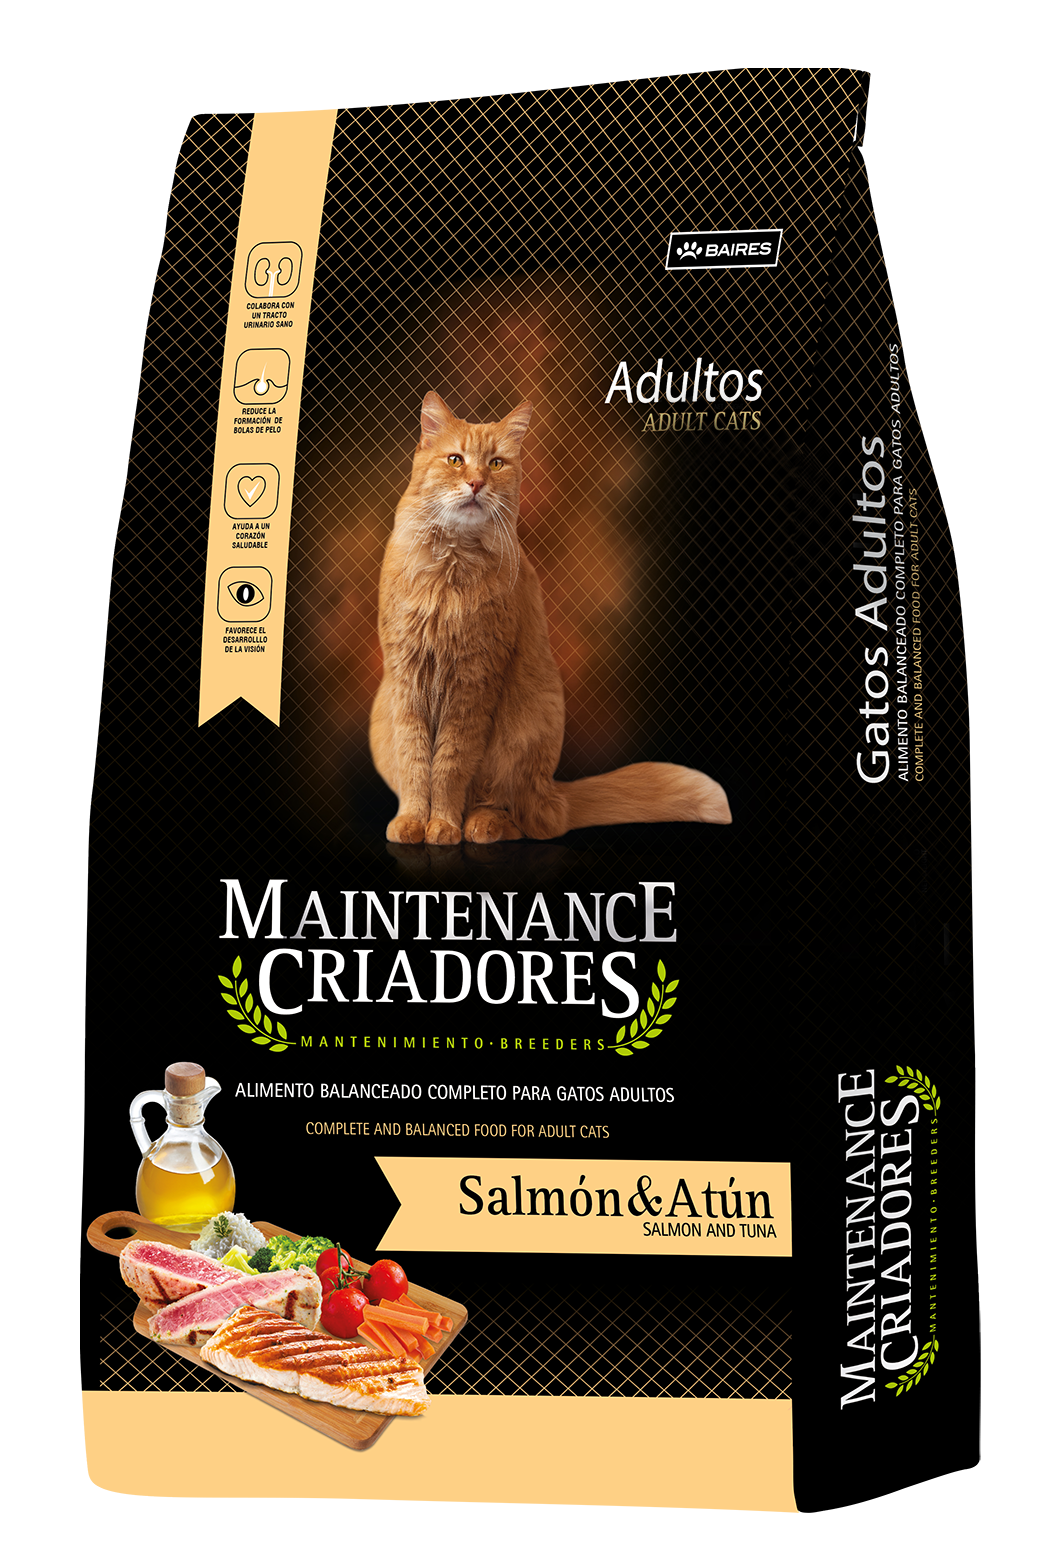 BAIRES
COLABORA CON
UN TRACTO
URINARIO SANO
REDUCE LA
FORMACIÓN DE
BOLAS DE PELO
AYUDA A UN
CORAZÓN
SALUDABLE
FAVORECE EL
DESARROLLLO
DE LA VISIÓN
Adultos
ADULT CATS
MAINTENANCE
CRIADORES
MANTENIMIENTO·BREEDERS
ALIMENTO BALANCEADO COMPLETO PARA GATOS ADULTOS
COMPLETE AND BALANCED FOOD FOR ADULT CATS
Salmón&Atún
SALMON AND TUNA
Gatos Adultos
ALIMENTO BALANCEADO COMPLETO PARA GATOS ADULTOS
COMPLETE AND BALANCED FOOD FOR ADULT CATS
MAINTENANCE
CRIADORES
MANTENIMIENTO·BREEDERS